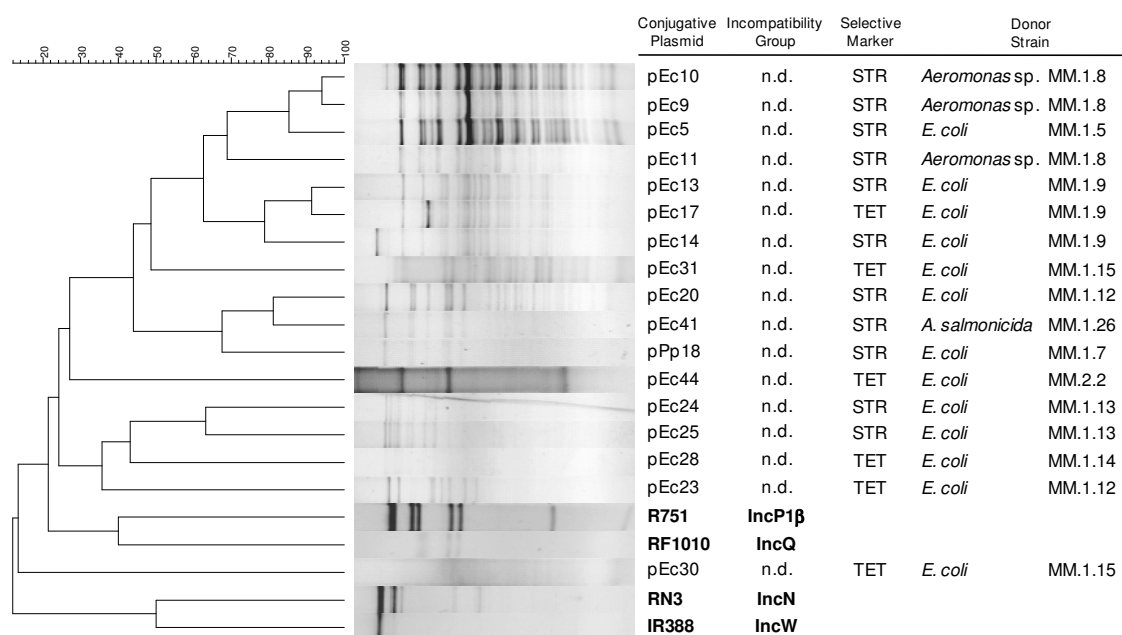 20 30 40 50 60 70 80 90 100
Conjugative Plasmid Incompatibility Group Selective Marker Donor Strain
pEc10 n.d. STR Aeromonas sp. MM.1.8
pEc9 n.d. STR Aeromonas sp. MM.1.8
pEc5 n.d. STR E. coli MM.1.5
pEc11 n.d. STR Aeromonas sp. MM.1.8
pEc13 n.d. STR E. coli MM.1.9
pEc17 n.d. TET E. coli MM.1.9
pEc14 n.d. STR E. coli MM.1.9
pEc31 n.d. TET E. coli MM.1.15
pEc20 n.d. STR E. coli MM.1.12
pEc41 n.d. STR A. salmonicida MM.1.26
pPp18 n.d. STR E. coli MM.1.7
pEc44 n.d. TET E. coli MM.2.2
pEc24 n.d. STR E. coli MM.1.13
pEc25 n.d. STR E. coli MM.1.13
pEc28 n.d. TET E. coli MM.1.14
pEc23 n.d. TET E. coli MM.1.12
R751 IncP1β
RF1010 IncQ
pEc30 n.d. TET E. coli MM.1.15
RN3 IncN
IR388 IncW